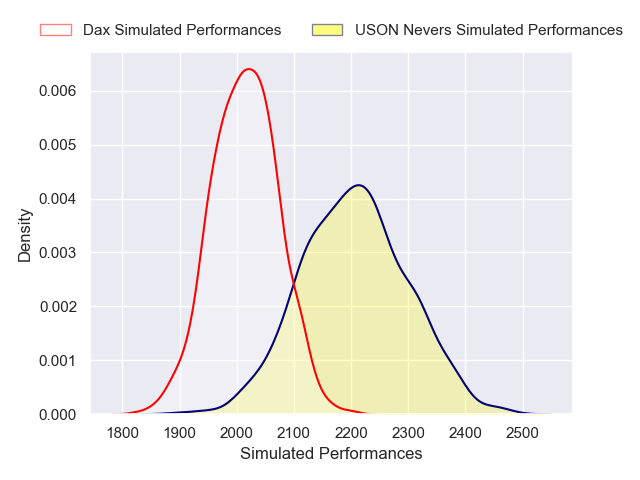 Dax Simulated Performances USON Nevers Simulated Performances
0.006
0.005
0.004
0.003
0.002
0.001
0.000
Density
1800 1900 2000 2100 2200 2300 2400 2500
Simulated Performances